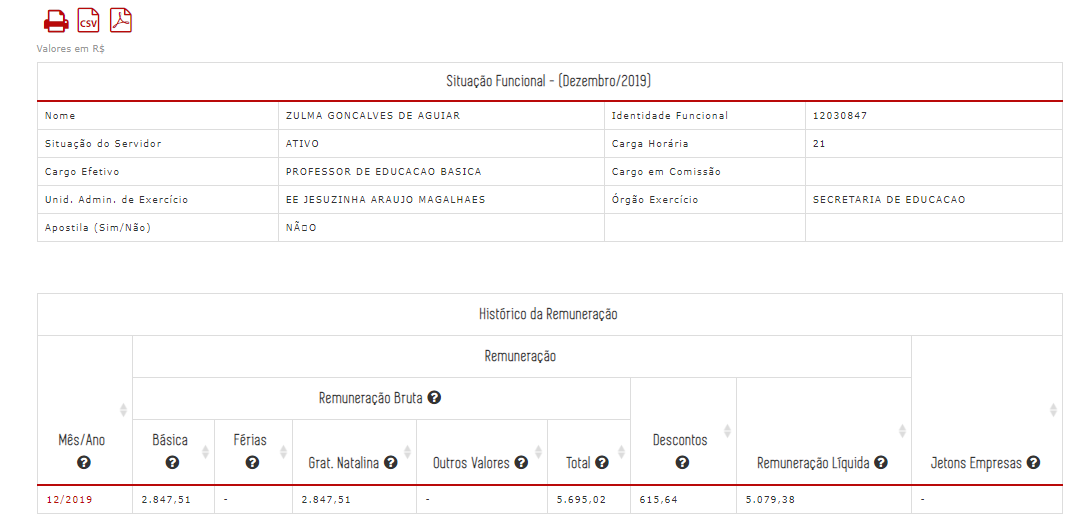 CSV
Valores em R$
Situação Funcional - (Dezembro/2019)
Nome ZULMA GONCALVES DE AGUIAR Identidade Funcional 12030847
Situação do Servidor ATIVO Carga Horária 21
Cargo Efetivo PROFESSOR DE EDUCACAO BASICA Cargo em Comissão
Unid. Admin. de Exercício EE JESUZINHA ARAUJO MAGALHAES Órgão Exercício SECRETARIA DE EDUCACAO
Apostila (Sim/Não) NÃ□O
Histórico da Remuneração
Remuneração
Remuneração Bruta ?
Mês/Ano ? Básica ? Férias ? Grat. Natalina ? Outros Valores ? Total ? Descontos ? Remuneração Líquida ? Jetons Empresas ?
12/2019 2.847,51 - 2.847,51 - 5.695,02 615,64 5.079,38 -